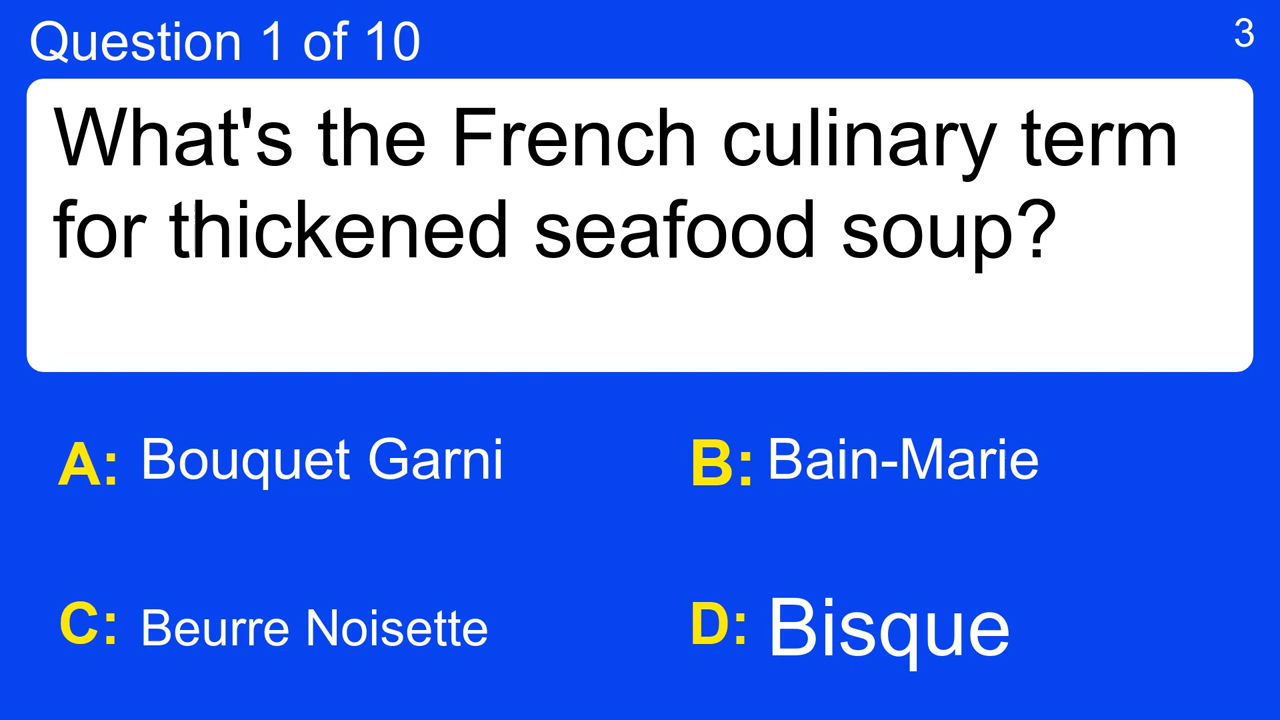 Question 1 of 10
3
What's the French culinary term
for thickened seafood soup?
A: Bouquet Garni
B: Bain-Marie
C: Beurre Noisette
D: Bisque